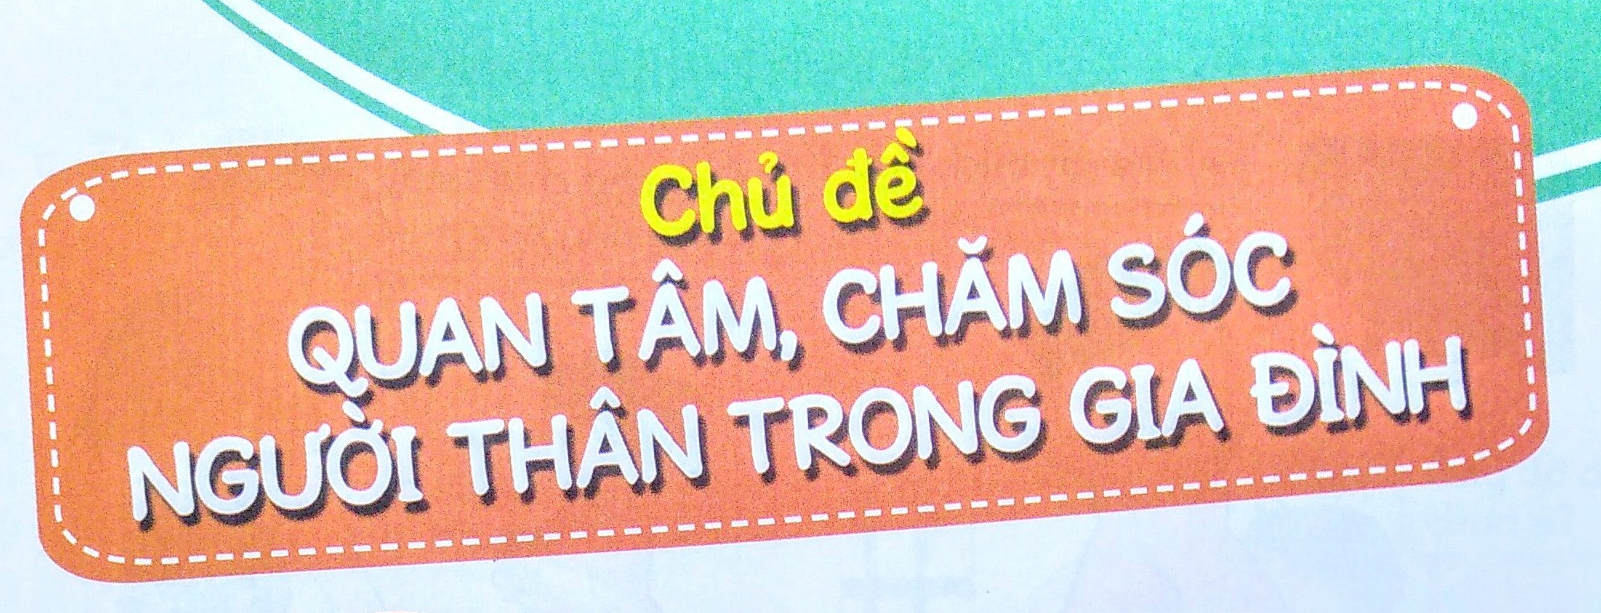 Chủ đề
QUAN TÂM, CHĂM SÓC
NGƯỜI THÂN TRONG GIA ĐÌNH